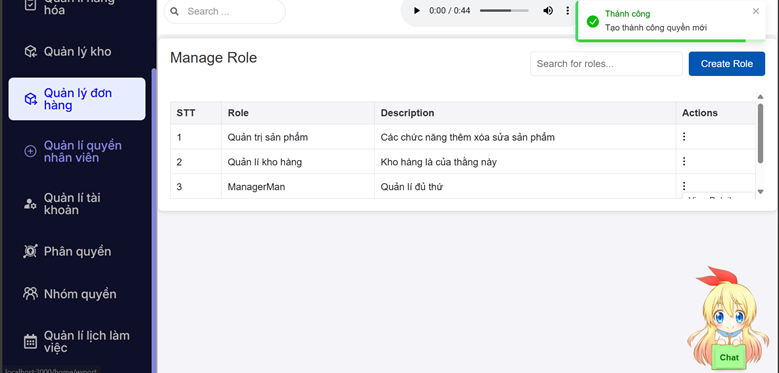 Quản lí hàng
hóa
Quản lý kho
Quản lý đơn
hàng
Quản lí quyền
nhân viên
Quản lí tài
khoản
Phân quyền
Nhóm quyền
Quản lí lịch làm
việc
localhost:3000/home/export
Search ...
0:00 / 0:44
Thành công
Tạo thành công quyền mới
Manage Role
Search for roles...
Create Role
STT Role Description Actions
1 Quản trị sản phẩm Các chức năng thêm xóa sửa sản phẩm
2 Quản lí kho hàng Kho hàng là của thằng này
3 ManagerMan Quản lí đủ thứ
View Detail
Chat